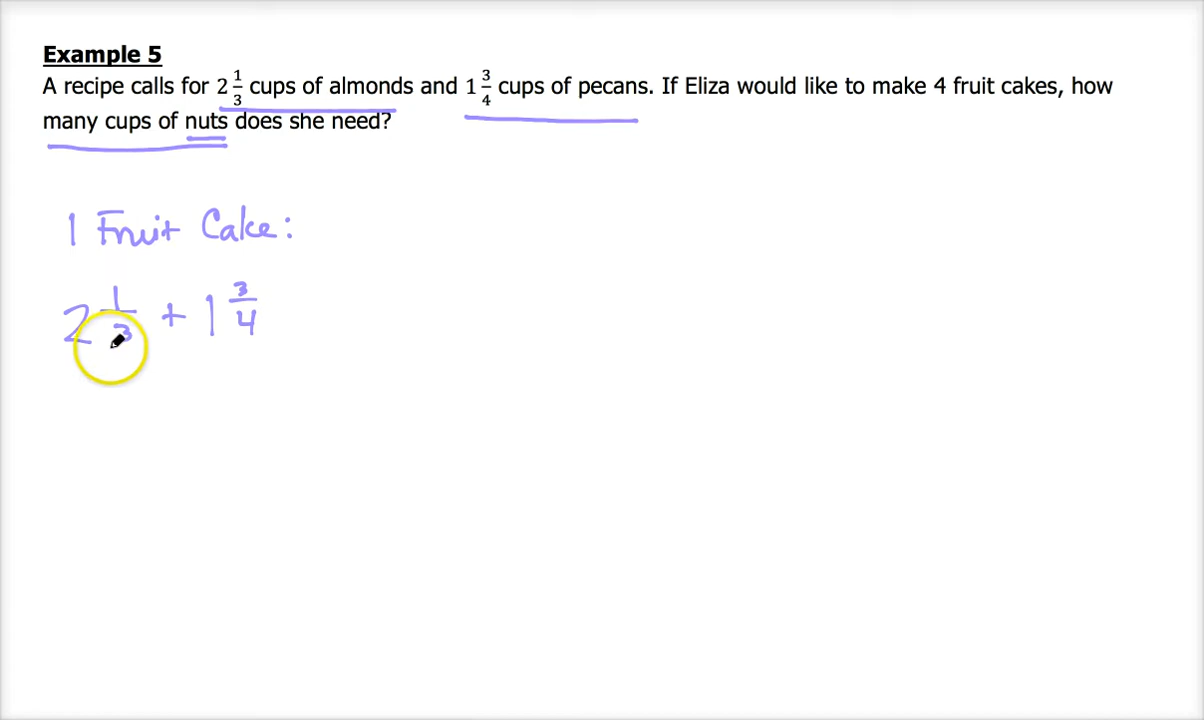 Example 5
A recipe calls for 2 1/3 cups of almonds and 1 3/4 cups of pecans. If Eliza would like to make 4 fruit cakes, how
many cups of nuts does she need?
1 Fruit Cake:
2 1/3 + 1 3/4